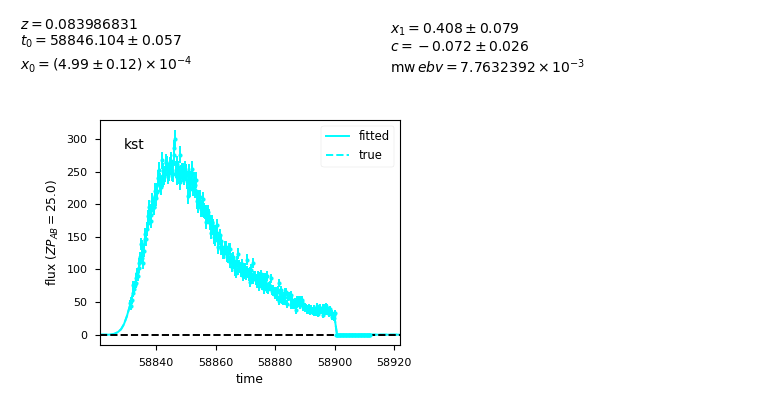 z = 0.083986831
t₀ = 58846.104 ± 0.057
x₀ = (4.99 ± 0.12) × 10⁻⁴
x₁ = 0.408 ± 0.079
c = −0.072 ± 0.026
mw ebv = 7.7632392 × 10⁻³
kst
fitted
true
flux (ZP_AB = 25.0)
300
250
200
150
100
50
0
58840 58860 58880 58900 58920
time